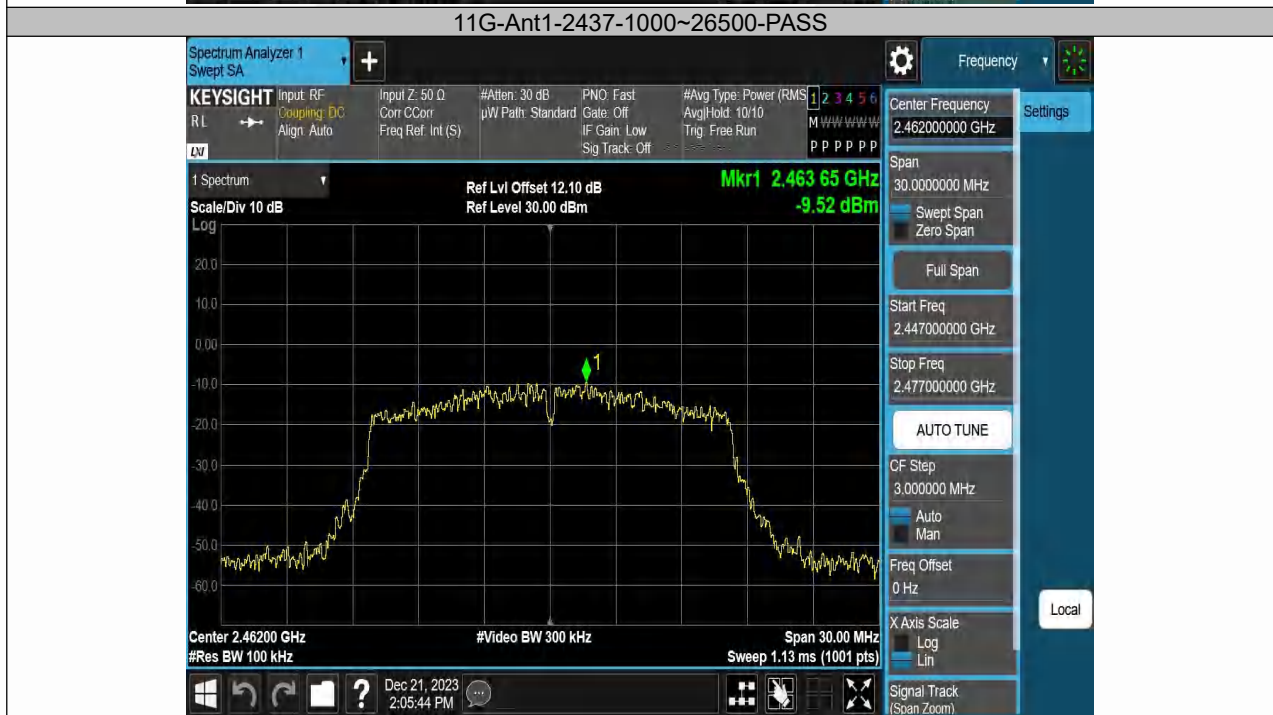 11G-Ant1-2437-1000~26500-PASS
Spectrum Analyzer 1
Swept SA
+
Frequency
KEYSIGHT
RL
LXI
Input: RF
Coupling: DC
Align: Auto
Input Z: 50 Ω
Corr CCorr
Freq Ref: Int (S)
#Atten: 30 dB
µW Path: Standard
PNO: Fast
Gate: Off
IF Gain: Low
Sig Track: Off
#Avg Type: Power (RMS
Avg|Hold: 10/10
Trig: Free Run
1 2 3 4 5 6
M W W W W W
P P P P P P
1 Spectrum
Scale/Div 10 dB
Ref Lvl Offset 12.10 dB
Ref Level 30.00 dBm
Mkr1 2.463 65 GHz
-9.52 dBm
Log
20.0
10.0
0.00
-10.0
-20.0
-30.0
-40.0
-50.0
-60.0
1
Center 2.46200 GHz
#Res BW 100 kHz
#Video BW 300 kHz
Span 30.00 MHz
Sweep 1.13 ms (1001 pts)
Center Frequency
2.462000000 GHz
Settings
Span
30.0000000 MHz
Swept Span
Zero Span
Full Span
Start Freq
2.447000000 GHz
Stop Freq
2.477000000 GHz
AUTO TUNE
CF Step
3.000000 MHz
Auto
Man
Freq Offset
0 Hz
Local
X Axis Scale
Log
Lin
Signal Track
(Span Zoom)
?
Dec 21, 2023
2:05:44 PM